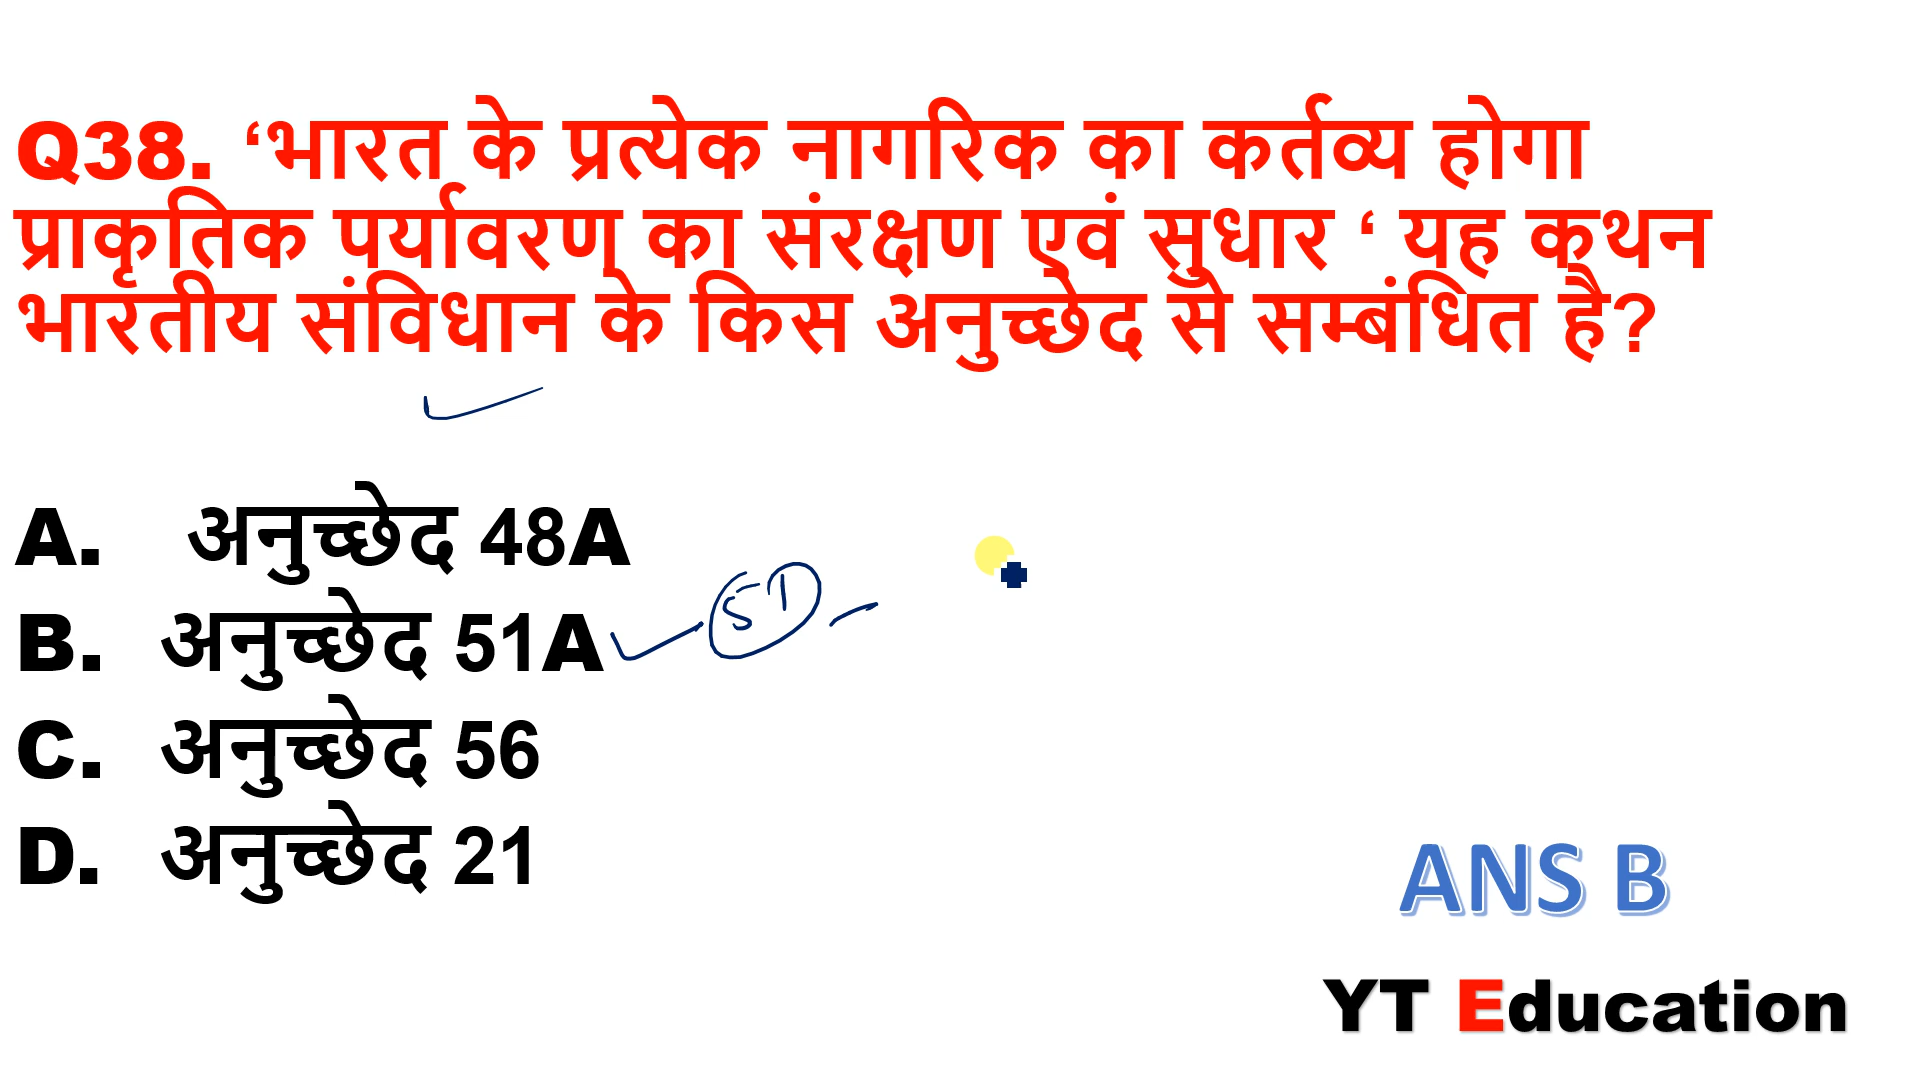 Q38. ‘भारत के प्रत्येक नागरिक का कर्तव्य होगा
प्राकृतिक पर्यावरण का संरक्षण एवं सुधार ‘ यह कथन
भारतीय संविधान के किस अनुच्छेद से सम्बंधित है?
A. अनुच्छेद 48A
B. अनुच्छेद 51A
51
C. अनुच्छेद 56
D. अनुच्छेद 21
ANS B
YT Education